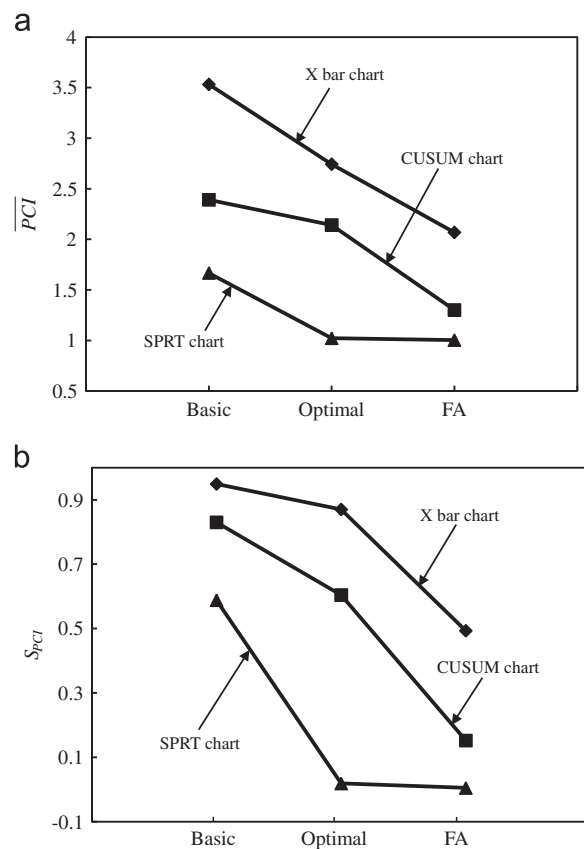 a
4
3.5
3
2.5
2
1.5
1
0.5
PCI
X bar chart
CUSUM chart
SPRT chart
Basic Optimal FA
b
0.9
0.7
0.5
0.3
0.1
-0.1
SPCI
X bar chart
CUSUM chart
SPRT chart
Basic Optimal FA